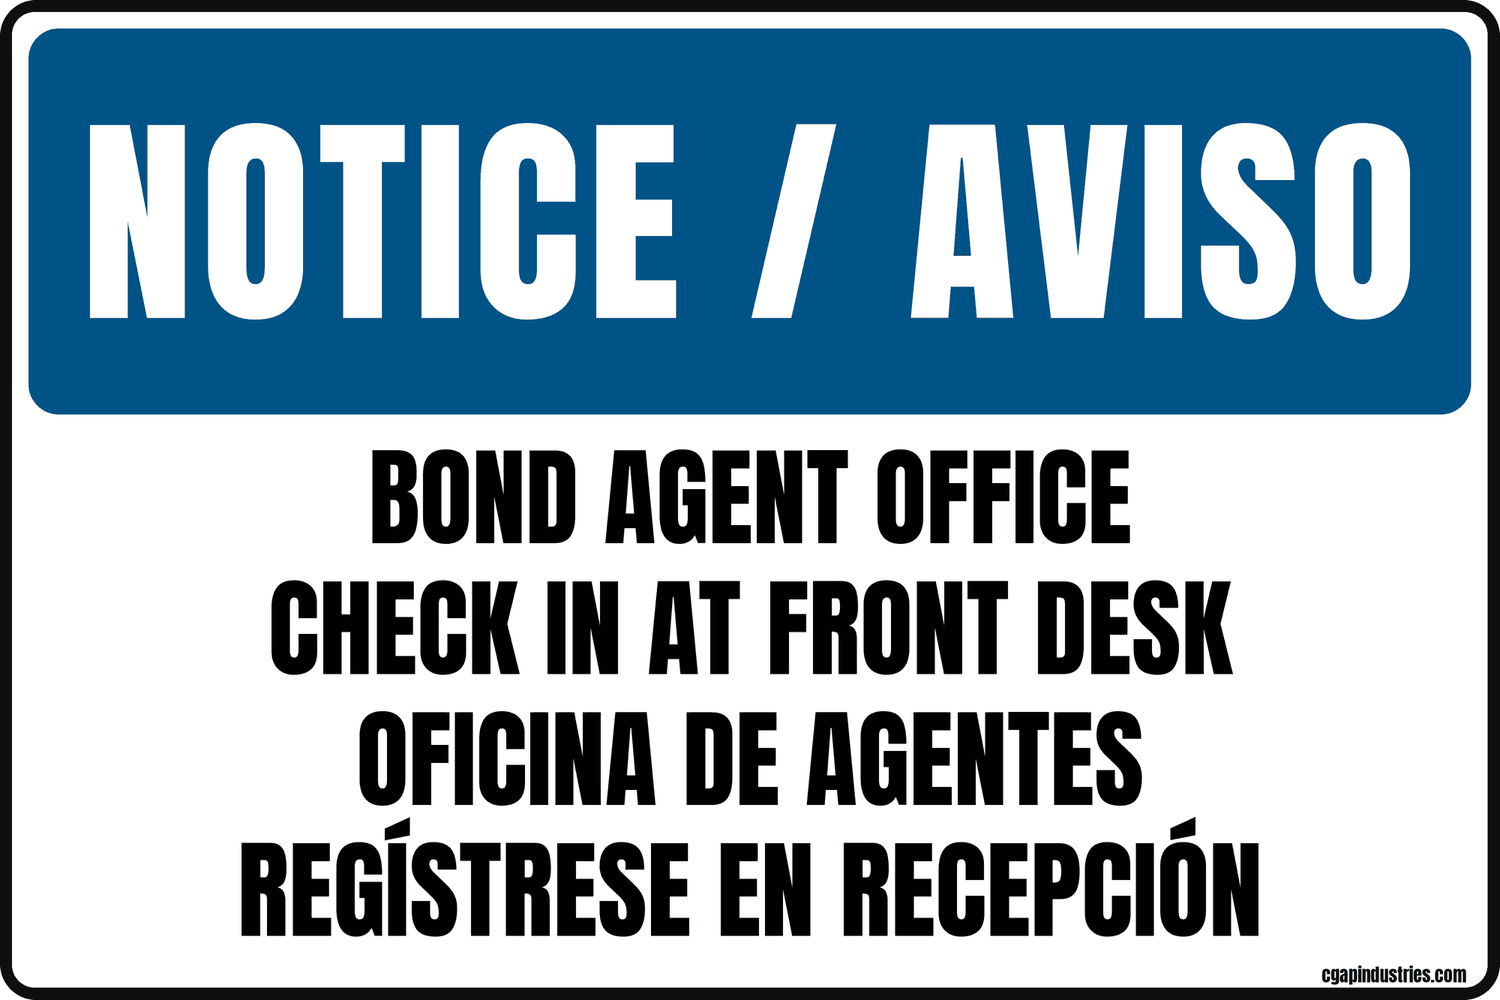 NOTICE / AVISO
BOND AGENT OFFICE
CHECK IN AT FRONT DESK
OFICINA DE AGENTES
REGÍSTRESE EN RECEPCIÓN
cgapindustries.com